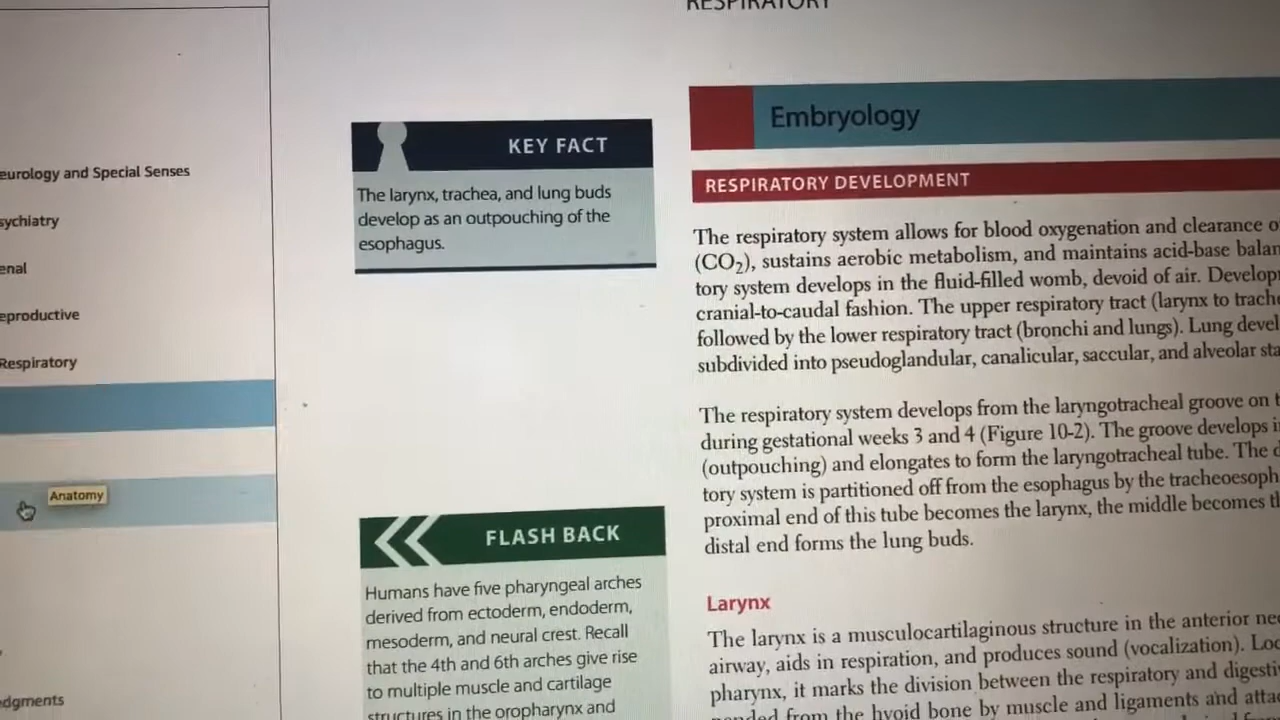 RESPIRATORY
eurology and Special Senses
sychiatry
enal
eproductive
Respiratory
Anatomy
dgments
KEY FACT
The larynx, trachea, and lung buds
develop as an outpouching of the
esophagus.
FLASH BACK
Humans have five pharyngeal arches
derived from ectoderm, endoderm,
mesoderm, and neural crest. Recall
that the 4th and 6th arches give rise
to multiple muscle and cartilage
structures in the oropharynx and
Embryology
RESPIRATORY DEVELOPMENT
The respiratory system allows for blood oxygenation and clearance o
(CO2), sustains aerobic metabolism, and maintains acid-base balan
tory system develops in the fluid-filled womb, devoid of air. Develop
cranial-to-caudal fashion. The upper respiratory tract (larynx to trache
followed by the lower respiratory tract (bronchi and lungs). Lung devel
subdivided into pseudoglandular, canalicular, saccular, and alveolar sta
The respiratory system develops from the laryngotracheal groove on t
during gestational weeks 3 and 4 (Figure 10-2). The groove develops i
(outpouching) and elongates to form the laryngotracheal tube. The d
tory system is partitioned off from the esophagus by the tracheoesoph
proximal end of this tube becomes the larynx, the middle becomes t
distal end forms the lung buds.
Larynx
The larynx is a musculocartilaginous structure in the anterior ne
airway, aids in respiration, and produces sound (vocalization). Loc
pharynx, it marks the division between the respiratory and digesti
pended from the hyoid bone by muscle and ligaments and atta